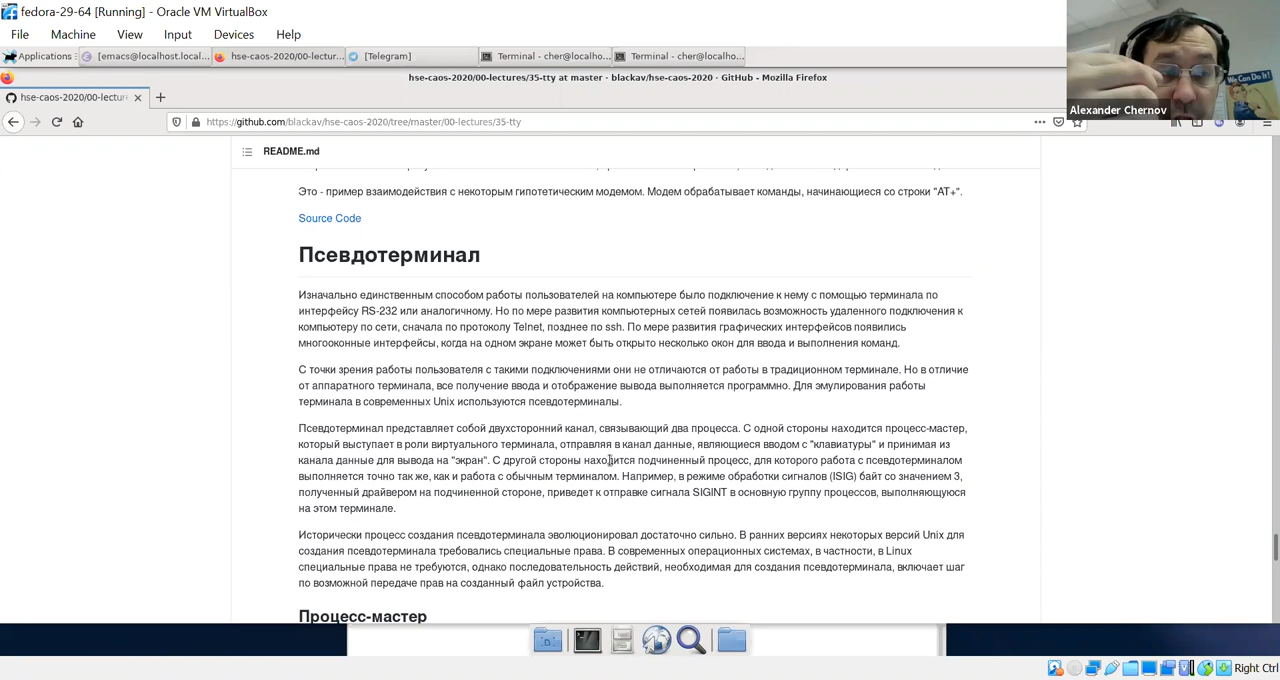 fedora-29-64 [Running] - Oracle VM VirtualBox
File Machine View Input Devices Help
Applications [emacs@localhost.local... hse-caos-2020/00-lectur... [Telegram] Terminal - cher@localho... Terminal - cher@localho...
hse-caos-2020/00-lectures/35-tty at master · blackav/hse-caos-2020 · GitHub - Mozilla Firefox
hse-caos-2020/00-lectur
https://github.com/blackav/hse-caos-2020/tree/master/00-lectures/35-tty
We Can Do It!
Alexander Chernov
README.md
Это - пример взаимодействия с некоторым гипотетическим модемом. Модем обрабатывает команды, начинающиеся со строки "AT+".
Source Code
Псевдотерминал
Изначально единственным способом работы пользователей на компьютере было подключение к нему с помощью терминала по
интерфейсу RS-232 или аналогичному. Но по мере развития компьютерных сетей появилась возможность удаленного подключения к
компьютеру по сети, сначала по протоколу Telnet, позднее по ssh. По мере развития графических интерфейсов появились
многооконные интерфейсы, когда на одном экране может быть открыто несколько окон для ввода и выполнения команд.
С точки зрения работы пользователя с такими подключениями они не отличаются от работы в традиционном терминале. Но в отличие
от аппаратного терминала, все получение ввода и отображение вывода выполняется программно. Для эмулирования работы
терминала в современных Unix используются псевдотерминалы.
Псевдотерминал представляет собой двухсторонний канал, связывающий два процесса. С одной стороны находится процесс-мастер,
который выступает в роли виртуального терминала, отправляя в канал данные, являющиеся вводом с "клавиатуры" и принимая из
канала данные для вывода на "экран". С другой стороны находится подчиненный процесс, для которого работа с псевдотерминалом
выполняется точно так же, как и работа с обычным терминалом. Например, в режиме обработки сигналов (ISIG) байт со значением 3,
полученный драйвером на подчиненной стороне, приведет к отправке сигнала SIGINT в основную группу процессов, выполняющуюся
на этом терминале.
Исторически процесс создания псевдотерминала эволюционировал достаточно сильно. В ранних версиях некоторых версий Unix для
создания псевдотерминала требовались специальные права. В современных операционных системах, в частности, в Linux
специальные права не требуются, однако последовательность действий, необходимая для создания псевдотерминала, включает шаг
по возможной передаче прав на созданный файл устройства.
Процесс-мастер
Right Ctrl